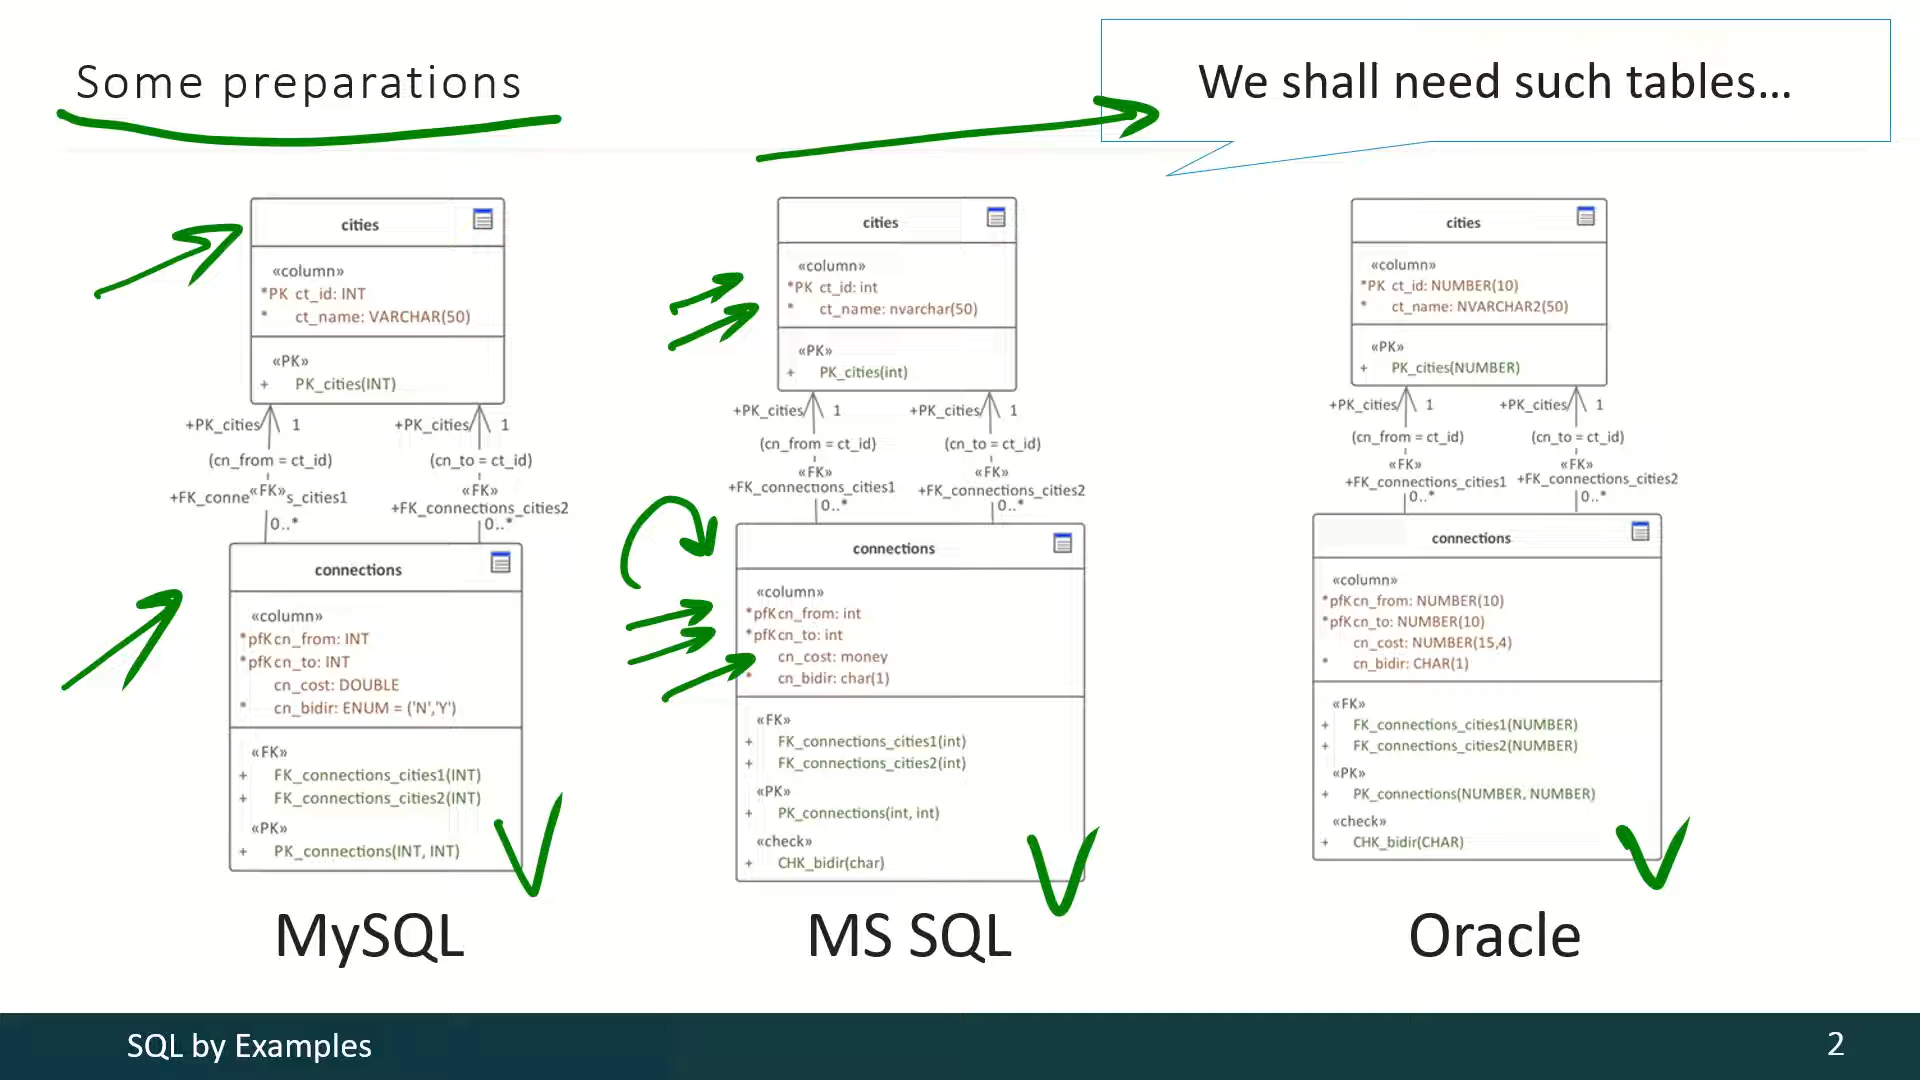 Some preparations
We shall need such tables...
cities
«column»
*PK ct_id: INT
* ct_name: VARCHAR(50)
«PK»
+ PK_cities(INT)
+PK_cities 1
+PK_cities 1
(cn_from = ct_id)
(cn_to = ct_id)
«FK»
+FK_conne s_cities1
«FK»
+FK_connections_cities2
0..*
0..*
connections
«column»
*pfK cn_from: INT
*pfK cn_to: INT
cn_cost: DOUBLE
* cn_bidir: ENUM = ('N','Y')
«FK»
+ FK_connections_cities1(INT)
+ FK_connections_cities2(INT)
«PK»
+ PK_connections(INT, INT)
MySQL
cities
«column»
*PK ct_id: int
* ct_name: nvarchar(50)
«PK»
+ PK_cities(int)
+PK_cities 1
+PK_cities 1
(cn_from = ct_id)
(cn_to = ct_id)
«FK»
+FK_connections_cities1
«FK»
+FK_connections_cities2
0..*
0..*
connections
«column»
*pfK cn_from: int
*pfK cn_to: int
cn_cost: money
* cn_bidir: char(1)
«FK»
+ FK_connections_cities1(int)
+ FK_connections_cities2(int)
«PK»
+ PK_connections(int, int)
«check»
+ CHK_bidir(char)
MS SQL
cities
«column»
*PK ct_id: NUMBER(10)
* ct_name: NVARCHAR2(50)
«PK»
+ PK_cities(NUMBER)
+PK_cities 1
+PK_cities 1
(cn_from = ct_id)
(cn_to = ct_id)
«FK»
+FK_connections_cities1
«FK»
+FK_connections_cities2
0..*
0..*
connections
«column»
*pfK cn_from: NUMBER(10)
*pfK cn_to: NUMBER(10)
cn_cost: NUMBER(15,4)
* cn_bidir: CHAR(1)
«FK»
+ FK_connections_cities1(NUMBER)
+ FK_connections_cities2(NUMBER)
«PK»
+ PK_connections(NUMBER, NUMBER)
«check»
+ CHK_bidir(CHAR)
Oracle
SQL by Examples
2